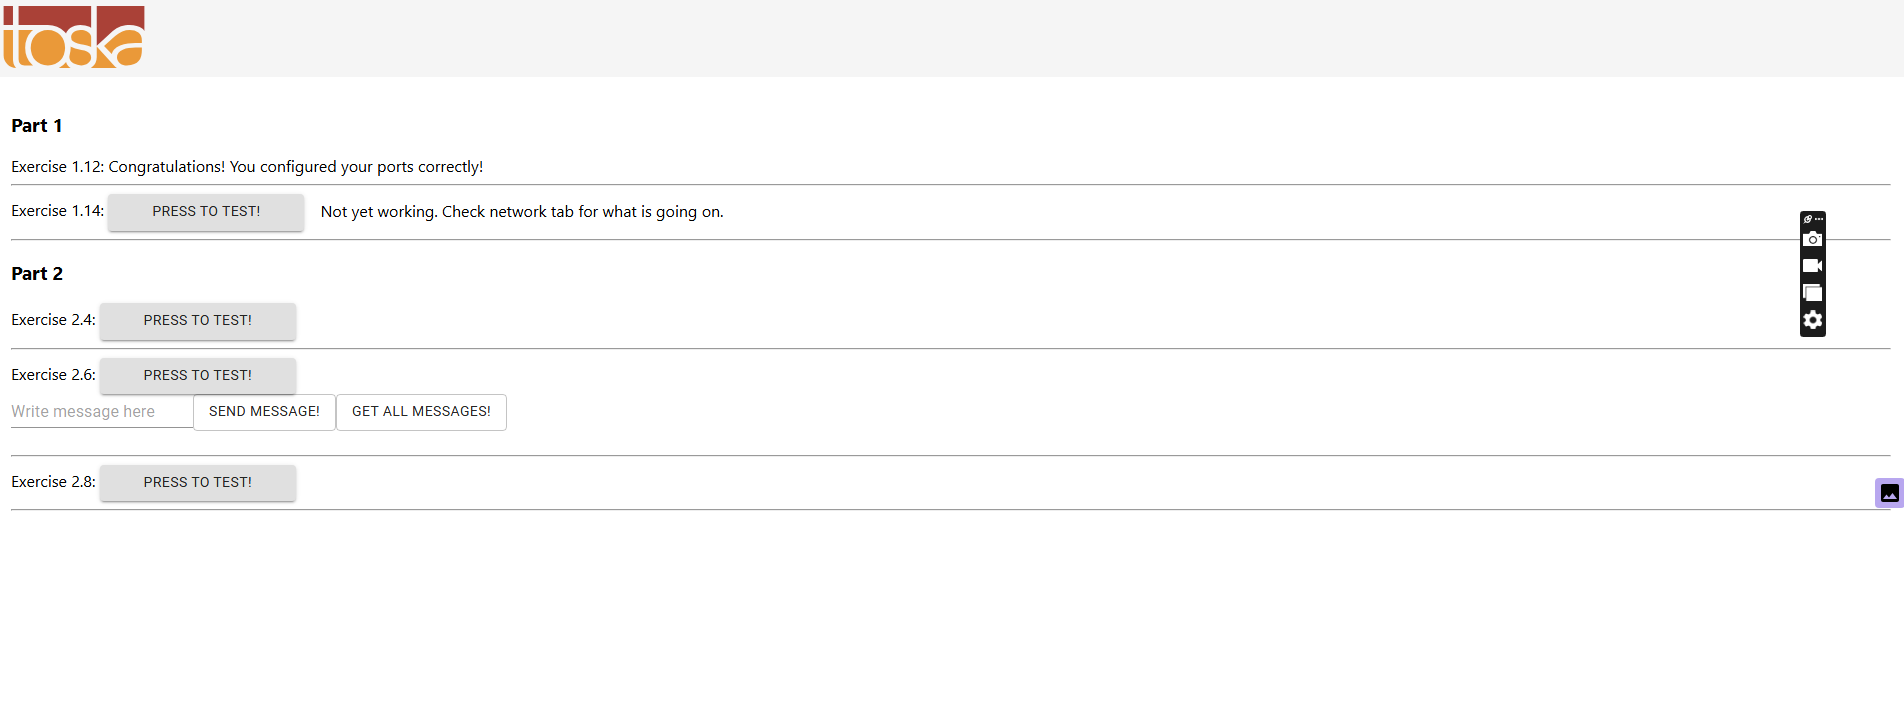 toska
Part 1
Exercise 1.12: Congratulations! You configured your ports correctly!
Exercise 1.14: PRESS TO TEST! Not yet working. Check network tab for what is going on.
Part 2
Exercise 2.4: PRESS TO TEST!
Exercise 2.6: PRESS TO TEST!
Write message here SEND MESSAGE! GET ALL MESSAGES!
Exercise 2.8: PRESS TO TEST!